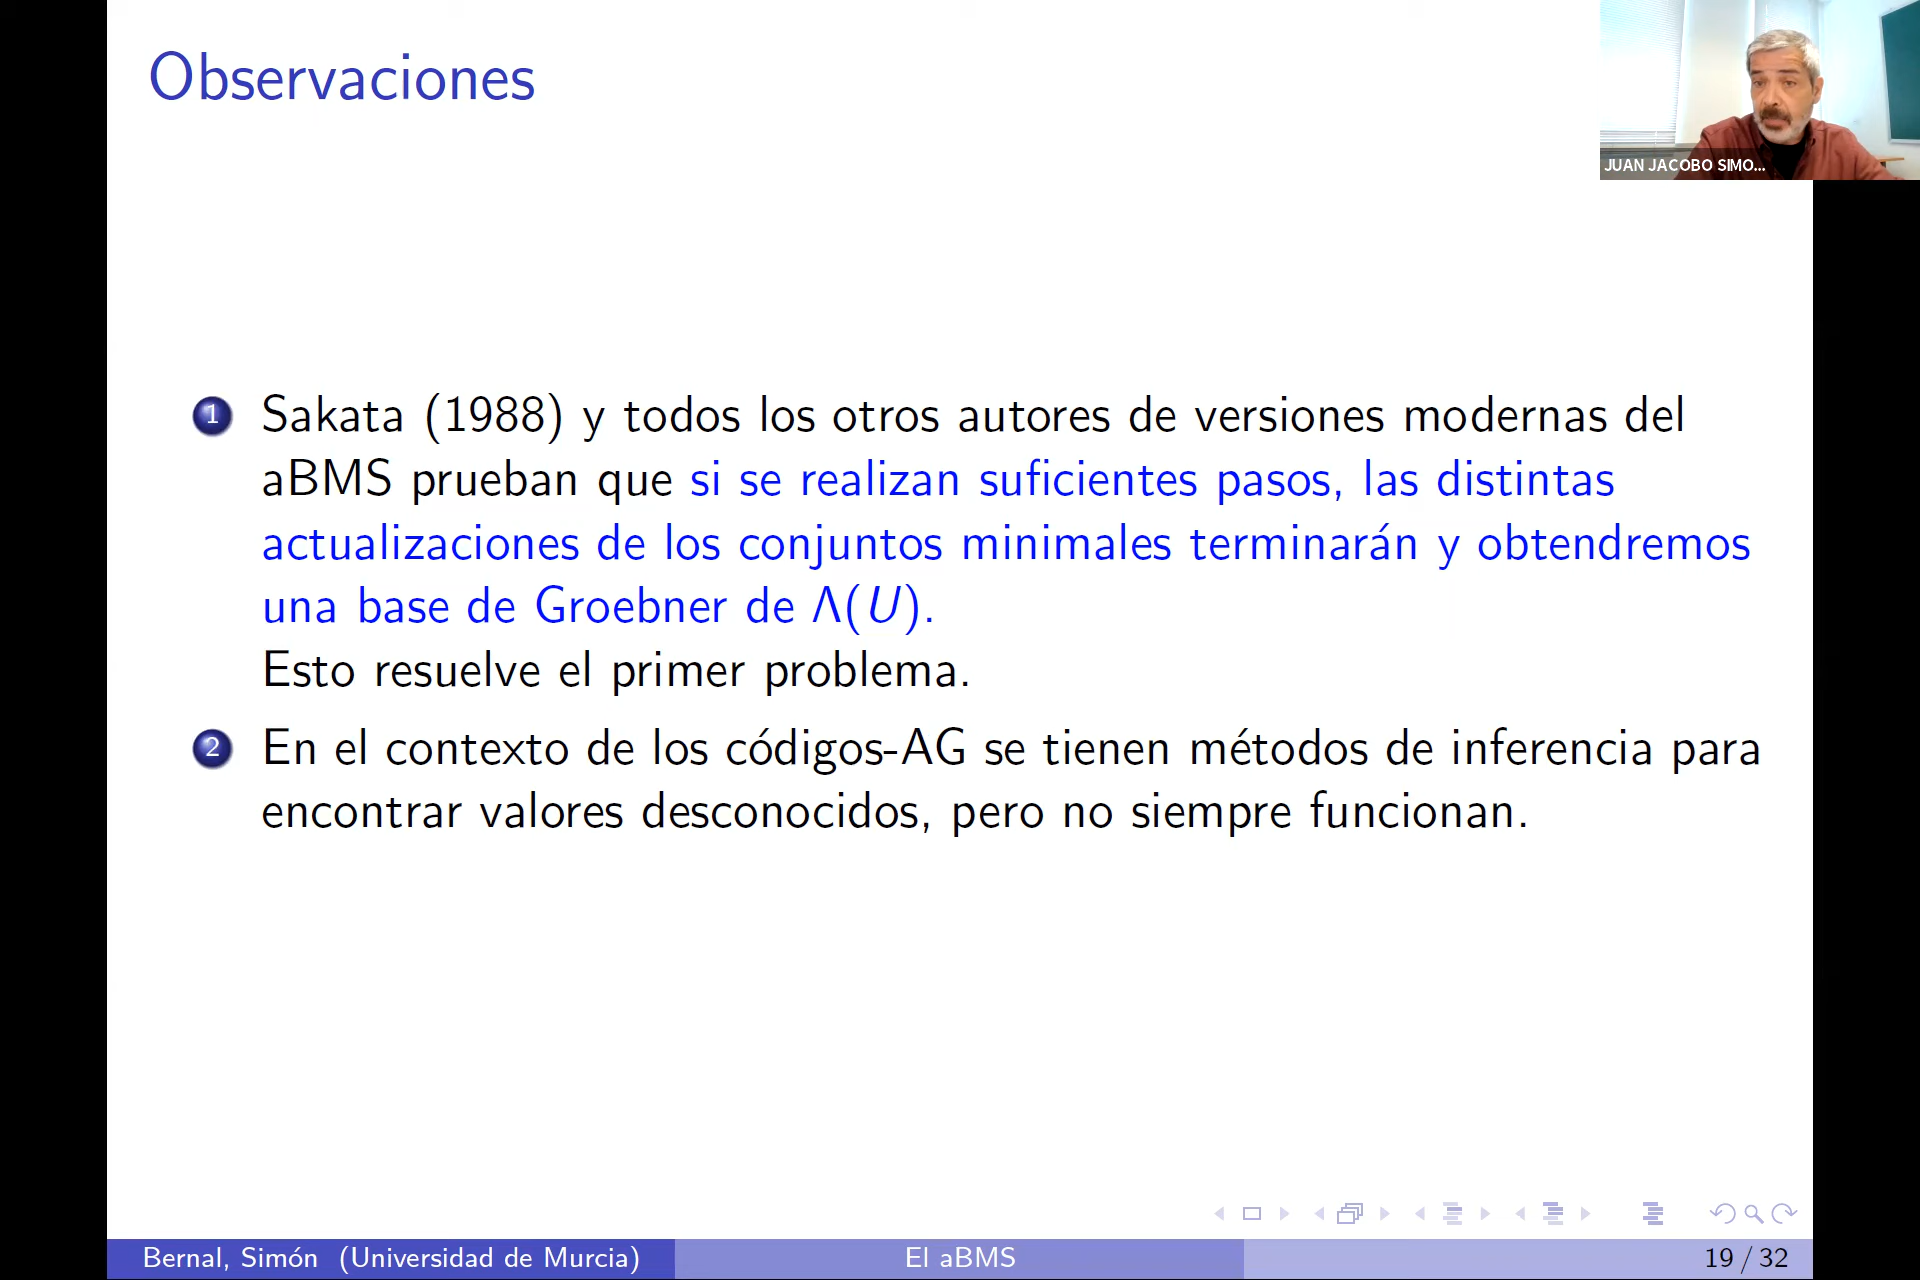 Observaciones
JUAN JACOBO SIMO...
1 Sakata (1988) y todos los otros autores de versiones modernas del
aBMS prueban que si se realizan suficientes pasos, las distintas
actualizaciones de los conjuntos minimales terminarán y obtendremos
una base de Groebner de Λ(U).
Esto resuelve el primer problema.
2 En el contexto de los códigos-AG se tienen métodos de inferencia para
encontrar valores desconocidos, pero no siempre funcionan.
Bernal, Simón (Universidad de Murcia)
El aBMS
19 / 32